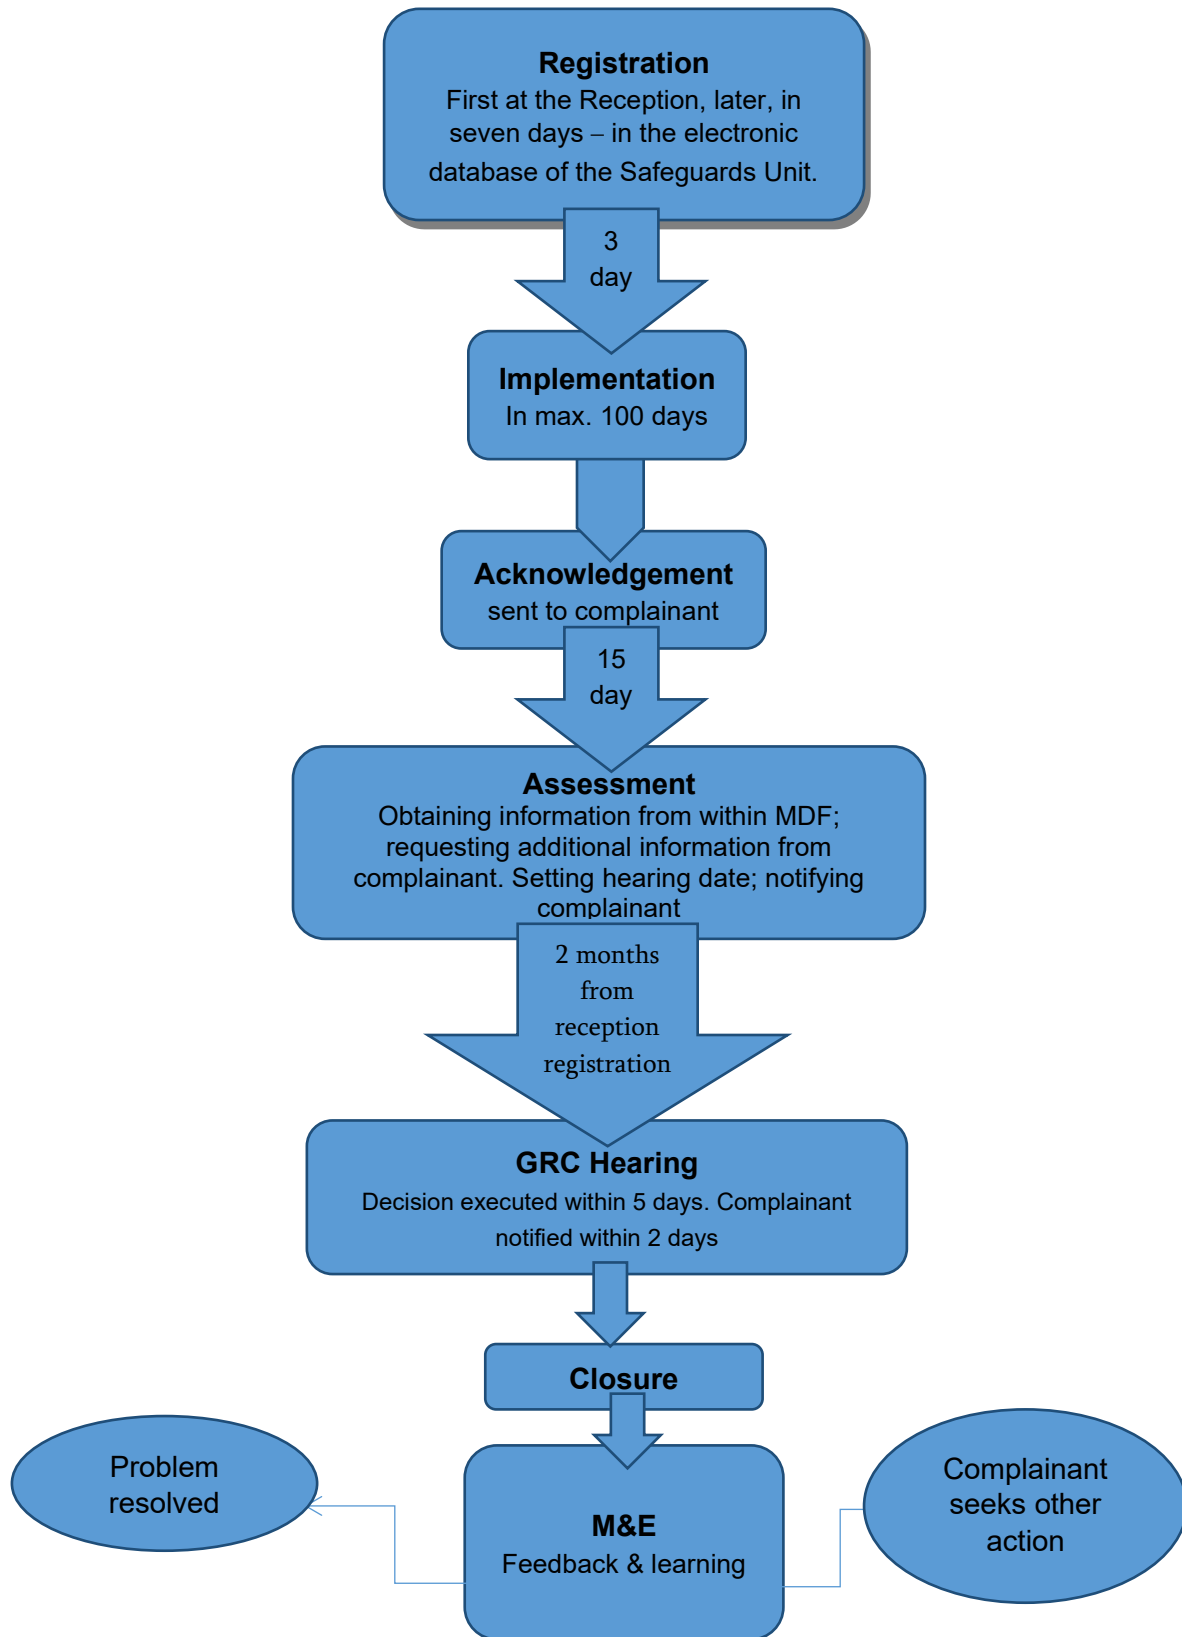 Registration
First at the Reception, later, in
seven days – in the electronic
database of the Safeguards Unit.
3
day
Implementation
In max. 100 days
Acknowledgement
sent to complainant
15
day
Assessment
Obtaining information from within MDF;
requesting additional information from
complainant. Setting hearing date; notifying
complainant
2 months
from
reception
registration
GRC Hearing
Decision executed within 5 days. Complainant
notified within 2 days
Closure
Problem
resolved
M&E
Feedback & learning
Complainant
seeks other
action